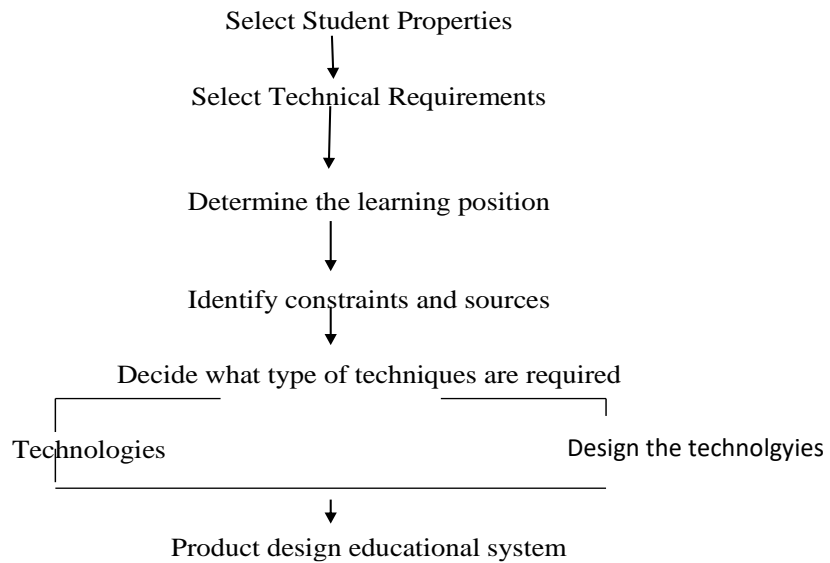 Select Student Properties
Select Technical Requirements
Determine the learning position
Identify constraints and sources
Decide what type of techniques are required
Technologies
Design the technolgyies
Product design educational system